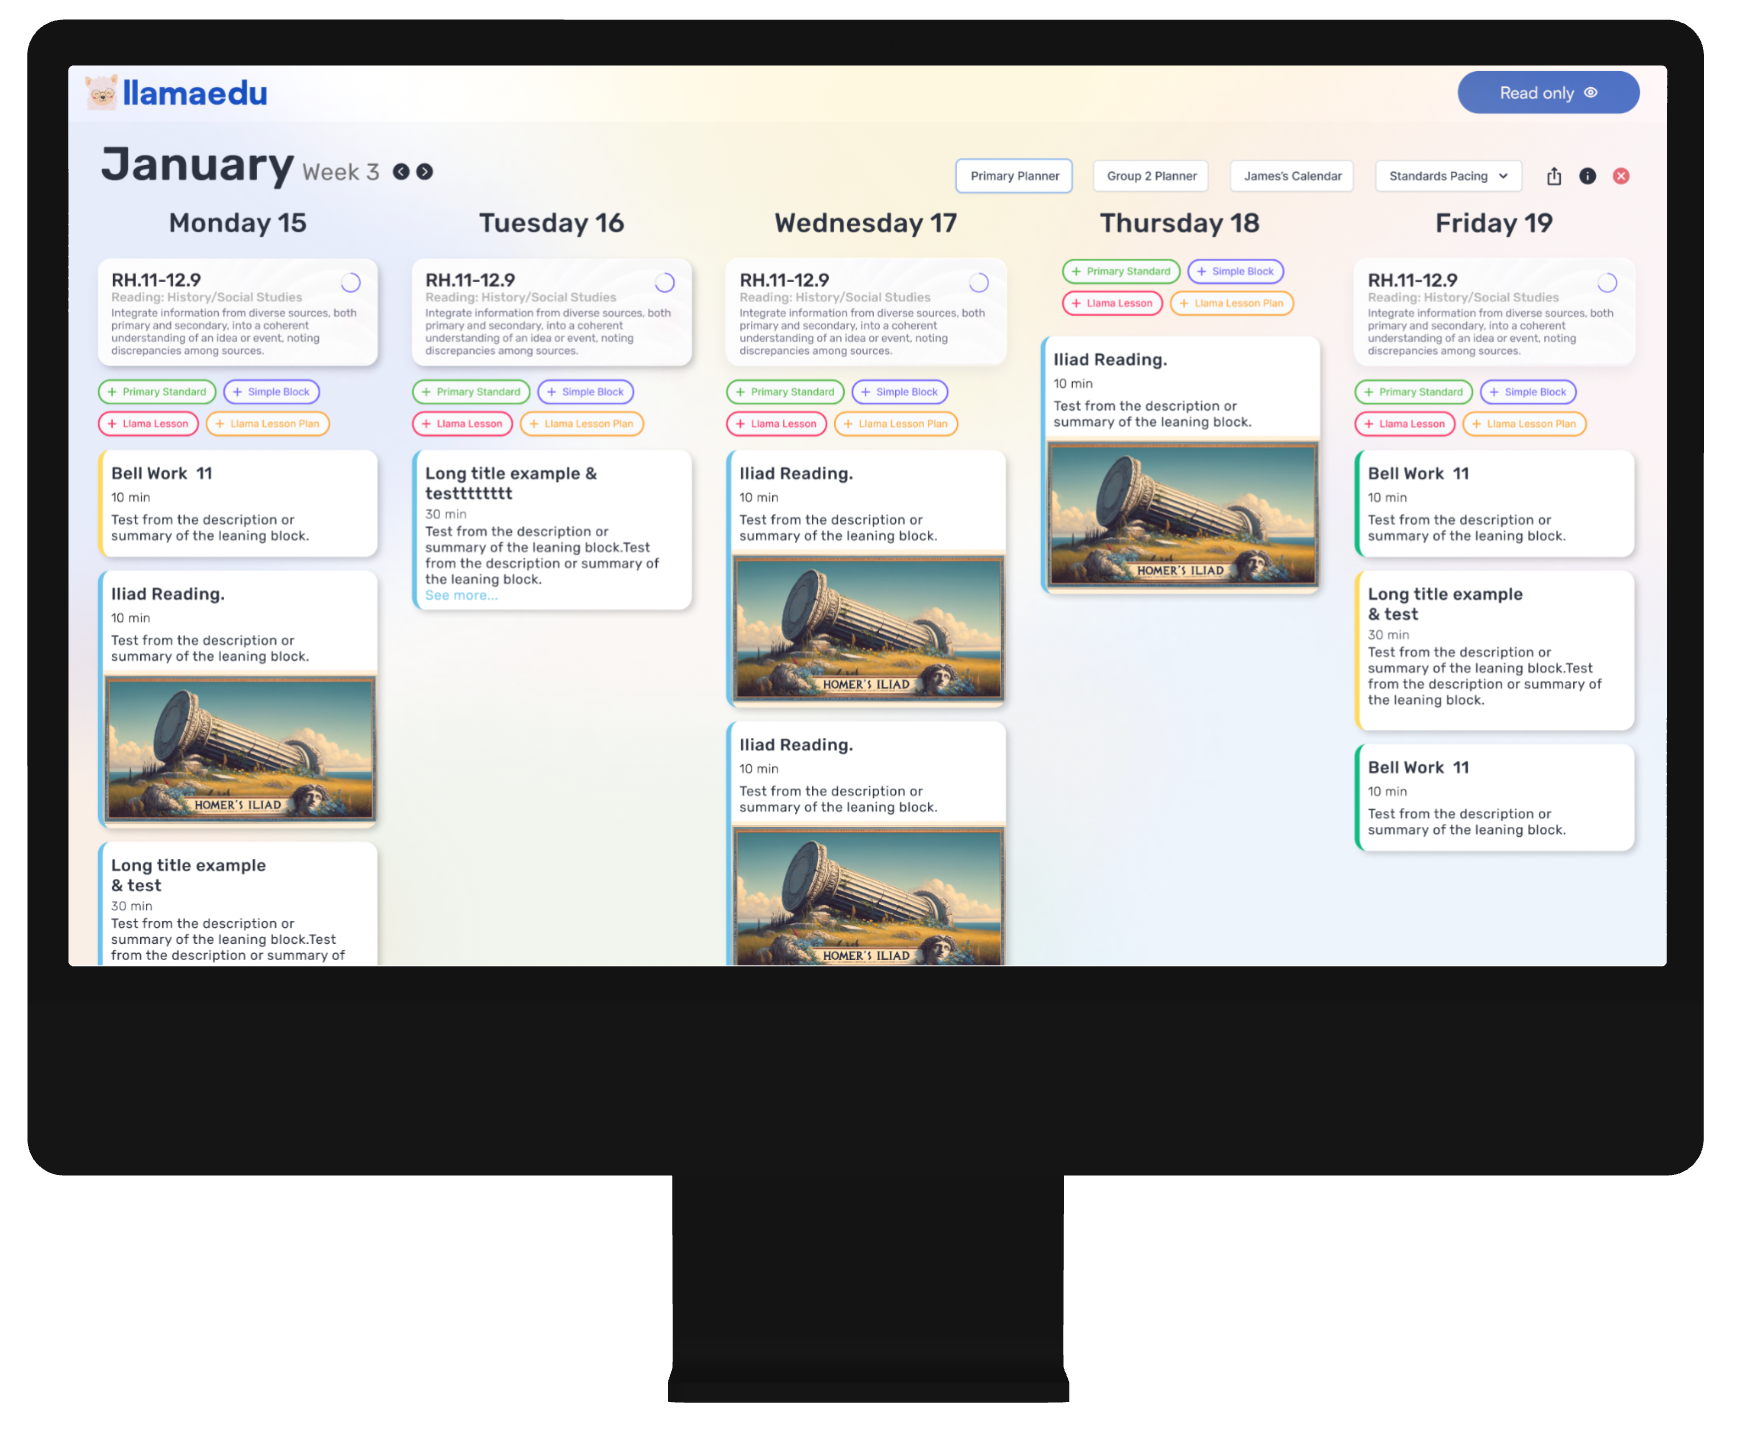 llamaedu
Read only
January Week 3
Primary Planner
Group 2 Planner
James's Calendar
Standards Pacing
Monday 15
RH.11-12.9
Reading: History/Social Studies
Integrate information from diverse sources, both
primary and secondary, into a coherent
understanding of an idea or event, noting
discrepancies among sources.
+ Primary Standard
+ Simple Block
+ Llama Lesson
+ Llama Lesson Plan
Bell Work 11
10 min
Test from the description or
summary of the leaning block.
Iliad Reading.
10 min
Test from the description or
summary of the leaning block.
HOMER'S ILIAD
Long title example
& test
30 min
Test from the description or
summary of the leaning block.Test
from the description or summary of
Tuesday 16
RH.11-12.9
Reading: History/Social Studies
Integrate information from diverse sources, both
primary and secondary, into a coherent
understanding of an idea or event, noting
discrepancies among sources.
+ Primary Standard
+ Simple Block
+ Llama Lesson
+ Llama Lesson Plan
Long title example &
testttttttt
30 min
Test from the description or
summary of the leaning block.Test
from the description or summary of
the leaning block.
See more...
Wednesday 17
RH.11-12.9
Reading: History/Social Studies
Integrate information from diverse sources, both
primary and secondary, into a coherent
understanding of an idea or event, noting
discrepancies among sources.
+ Primary Standard
+ Simple Block
+ Llama Lesson
+ Llama Lesson Plan
Iliad Reading.
10 min
Test from the description or
summary of the leaning block.
HOMER'S ILIAD
Iliad Reading.
10 min
Test from the description or
summary of the leaning block.
HOMER'S ILIAD
Thursday 18
+ Primary Standard
+ Simple Block
+ Llama Lesson
+ Llama Lesson Plan
Iliad Reading.
10 min
Test from the description or
summary of the leaning block.
HOMER'S ILIAD
Friday 19
RH.11-12.9
Reading: History/Social Studies
Integrate information from diverse sources, both
primary and secondary, into a coherent
understanding of an idea or event, noting
discrepancies among sources.
+ Primary Standard
+ Simple Block
+ Llama Lesson
+ Llama Lesson Plan
Bell Work 11
10 min
Test from the description or
summary of the leaning block.
Long title example
& test
30 min
Test from the description or
summary of the leaning block.Test
from the description or summary of
the leaning block.
Bell Work 11
10 min
Test from the description or
summary of the leaning block.